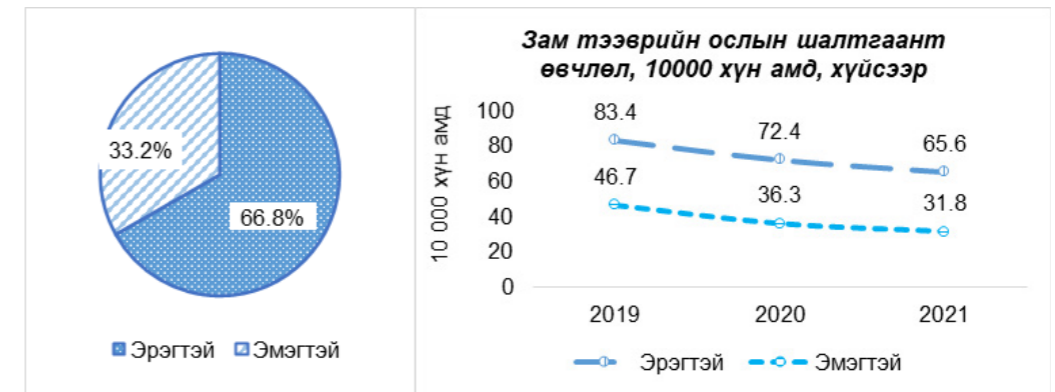 33.2%
66.8%
Эрэгтэй Эмэгтэй
Зам тээврийн ослын шалтгаант
өвчлөл, 10000 хүн амд, хүйсээр
10 000 хүн амд
100
80
60
40
20
0
83.4
72.4
65.6
46.7
36.3
31.8
2019 2020 2021
Эрэгтэй Эмэгтэй